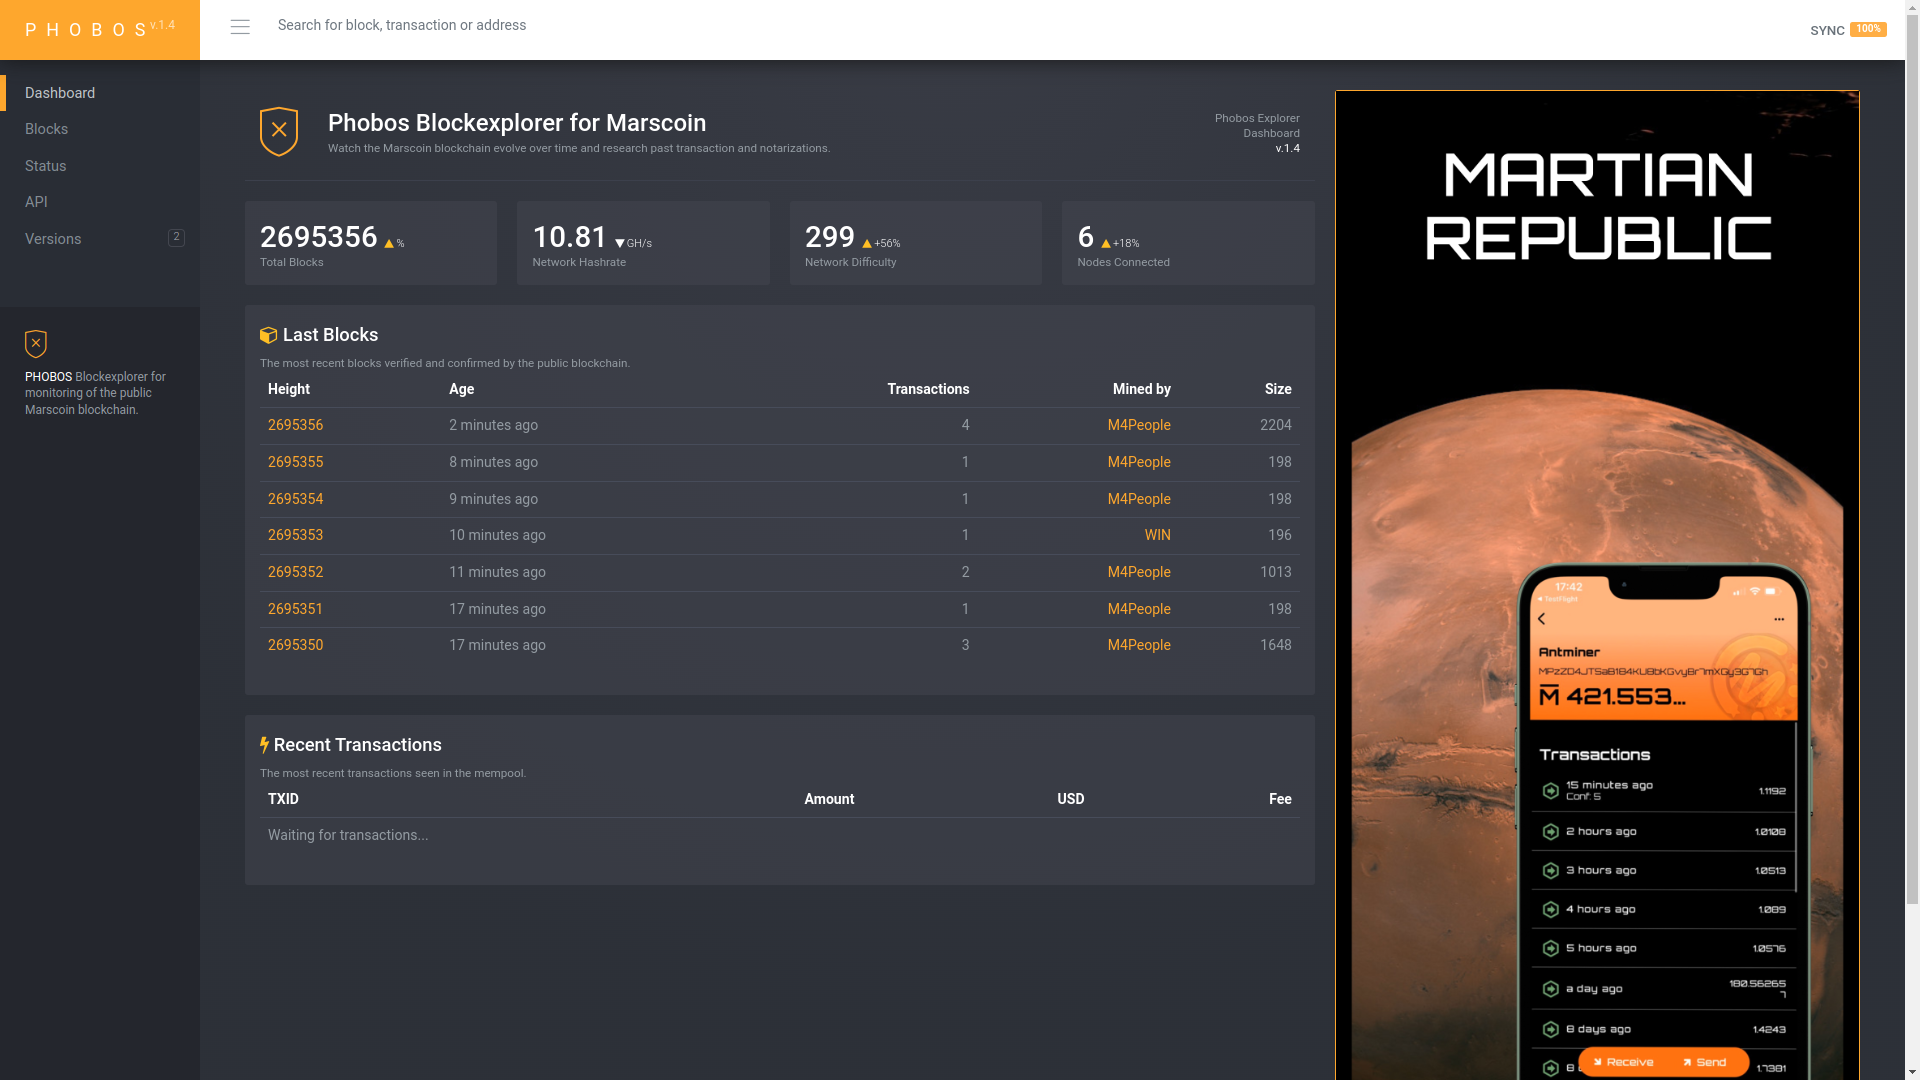 PHOBOS v.1.4
Search for block, transaction or address
SYNC 100%
Dashboard
Blocks
Status
API
Versions 2
PHOBOS Blockexplorer for
monitoring of the public
Marscoin blockchain.
Phobos Blockexplorer for Marscoin
Watch the Marscoin blockchain evolve over time and research past transaction and notarizations.
Phobos Explorer
Dashboard
v.1.4
2695356 %
Total Blocks
10.81 GH/s
Network Hashrate
299 +56%
Network Difficulty
6 +18%
Nodes Connected
Last Blocks
The most recent blocks verified and confirmed by the public blockchain.
Height Age Transactions Mined by Size
2695356 2 minutes ago 4 M4People 2204
2695355 8 minutes ago 1 M4People 198
2695354 9 minutes ago 1 M4People 198
2695353 10 minutes ago 1 WIN 196
2695352 11 minutes ago 2 M4People 1013
2695351 17 minutes ago 1 M4People 198
2695350 17 minutes ago 3 M4People 1648
Recent Transactions
The most recent transactions seen in the mempool.
TXID Amount USD Fee
Waiting for transactions...
MARTIAN
REPUBLIC
17:42
TestFlight
Antminer
M 421.553...
Transactions
15 minutes ago 1.1192
Conf: 5
2 hours ago 1.0108
3 hours ago 1.0513
4 hours ago 1.089
5 hours ago 1.0576
a day ago 180.56265
7
8 days ago 1.4243
8 1.7381
Receive Send